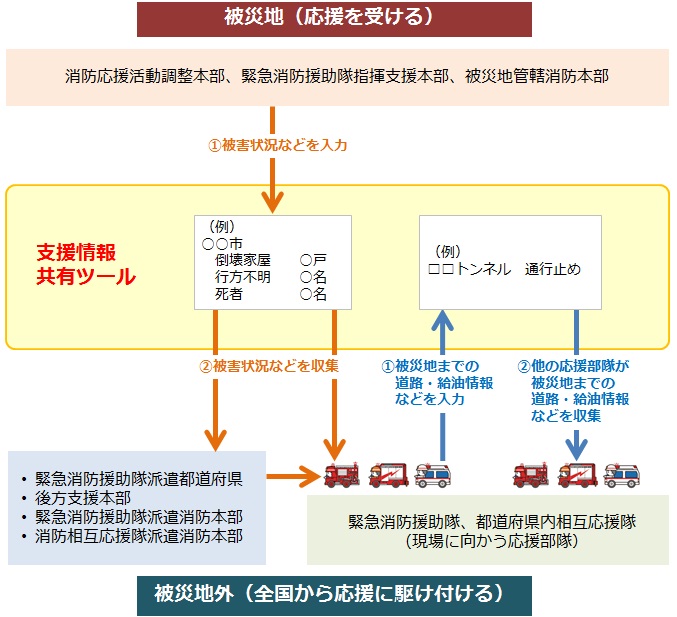 被災地（応援を受ける）
消防応援活動調整本部、緊急消防援助隊指揮支援本部、被災地管轄消防本部
①被害状況などを入力
支援情報
共有ツール
（例）
○○市
倒壊家屋　○戸
行方不明　○名
死者　○名
（例）
□□トンネル　通行止め
②被害状況などを収集
①被災地までの
道路・給油情報
などを入力
②他の応援部隊が
被災地までの
道路・給油情報
などを収集
・緊急消防援助隊派遣都道府県
・後方支援本部
・緊急消防援助隊派遣消防本部
・消防相互応援隊派遣消防本部
緊急消防援助隊、都道府県内相互応援隊
(現場に向かう応援部隊）
被災地外（全国から応援に駆け付ける）